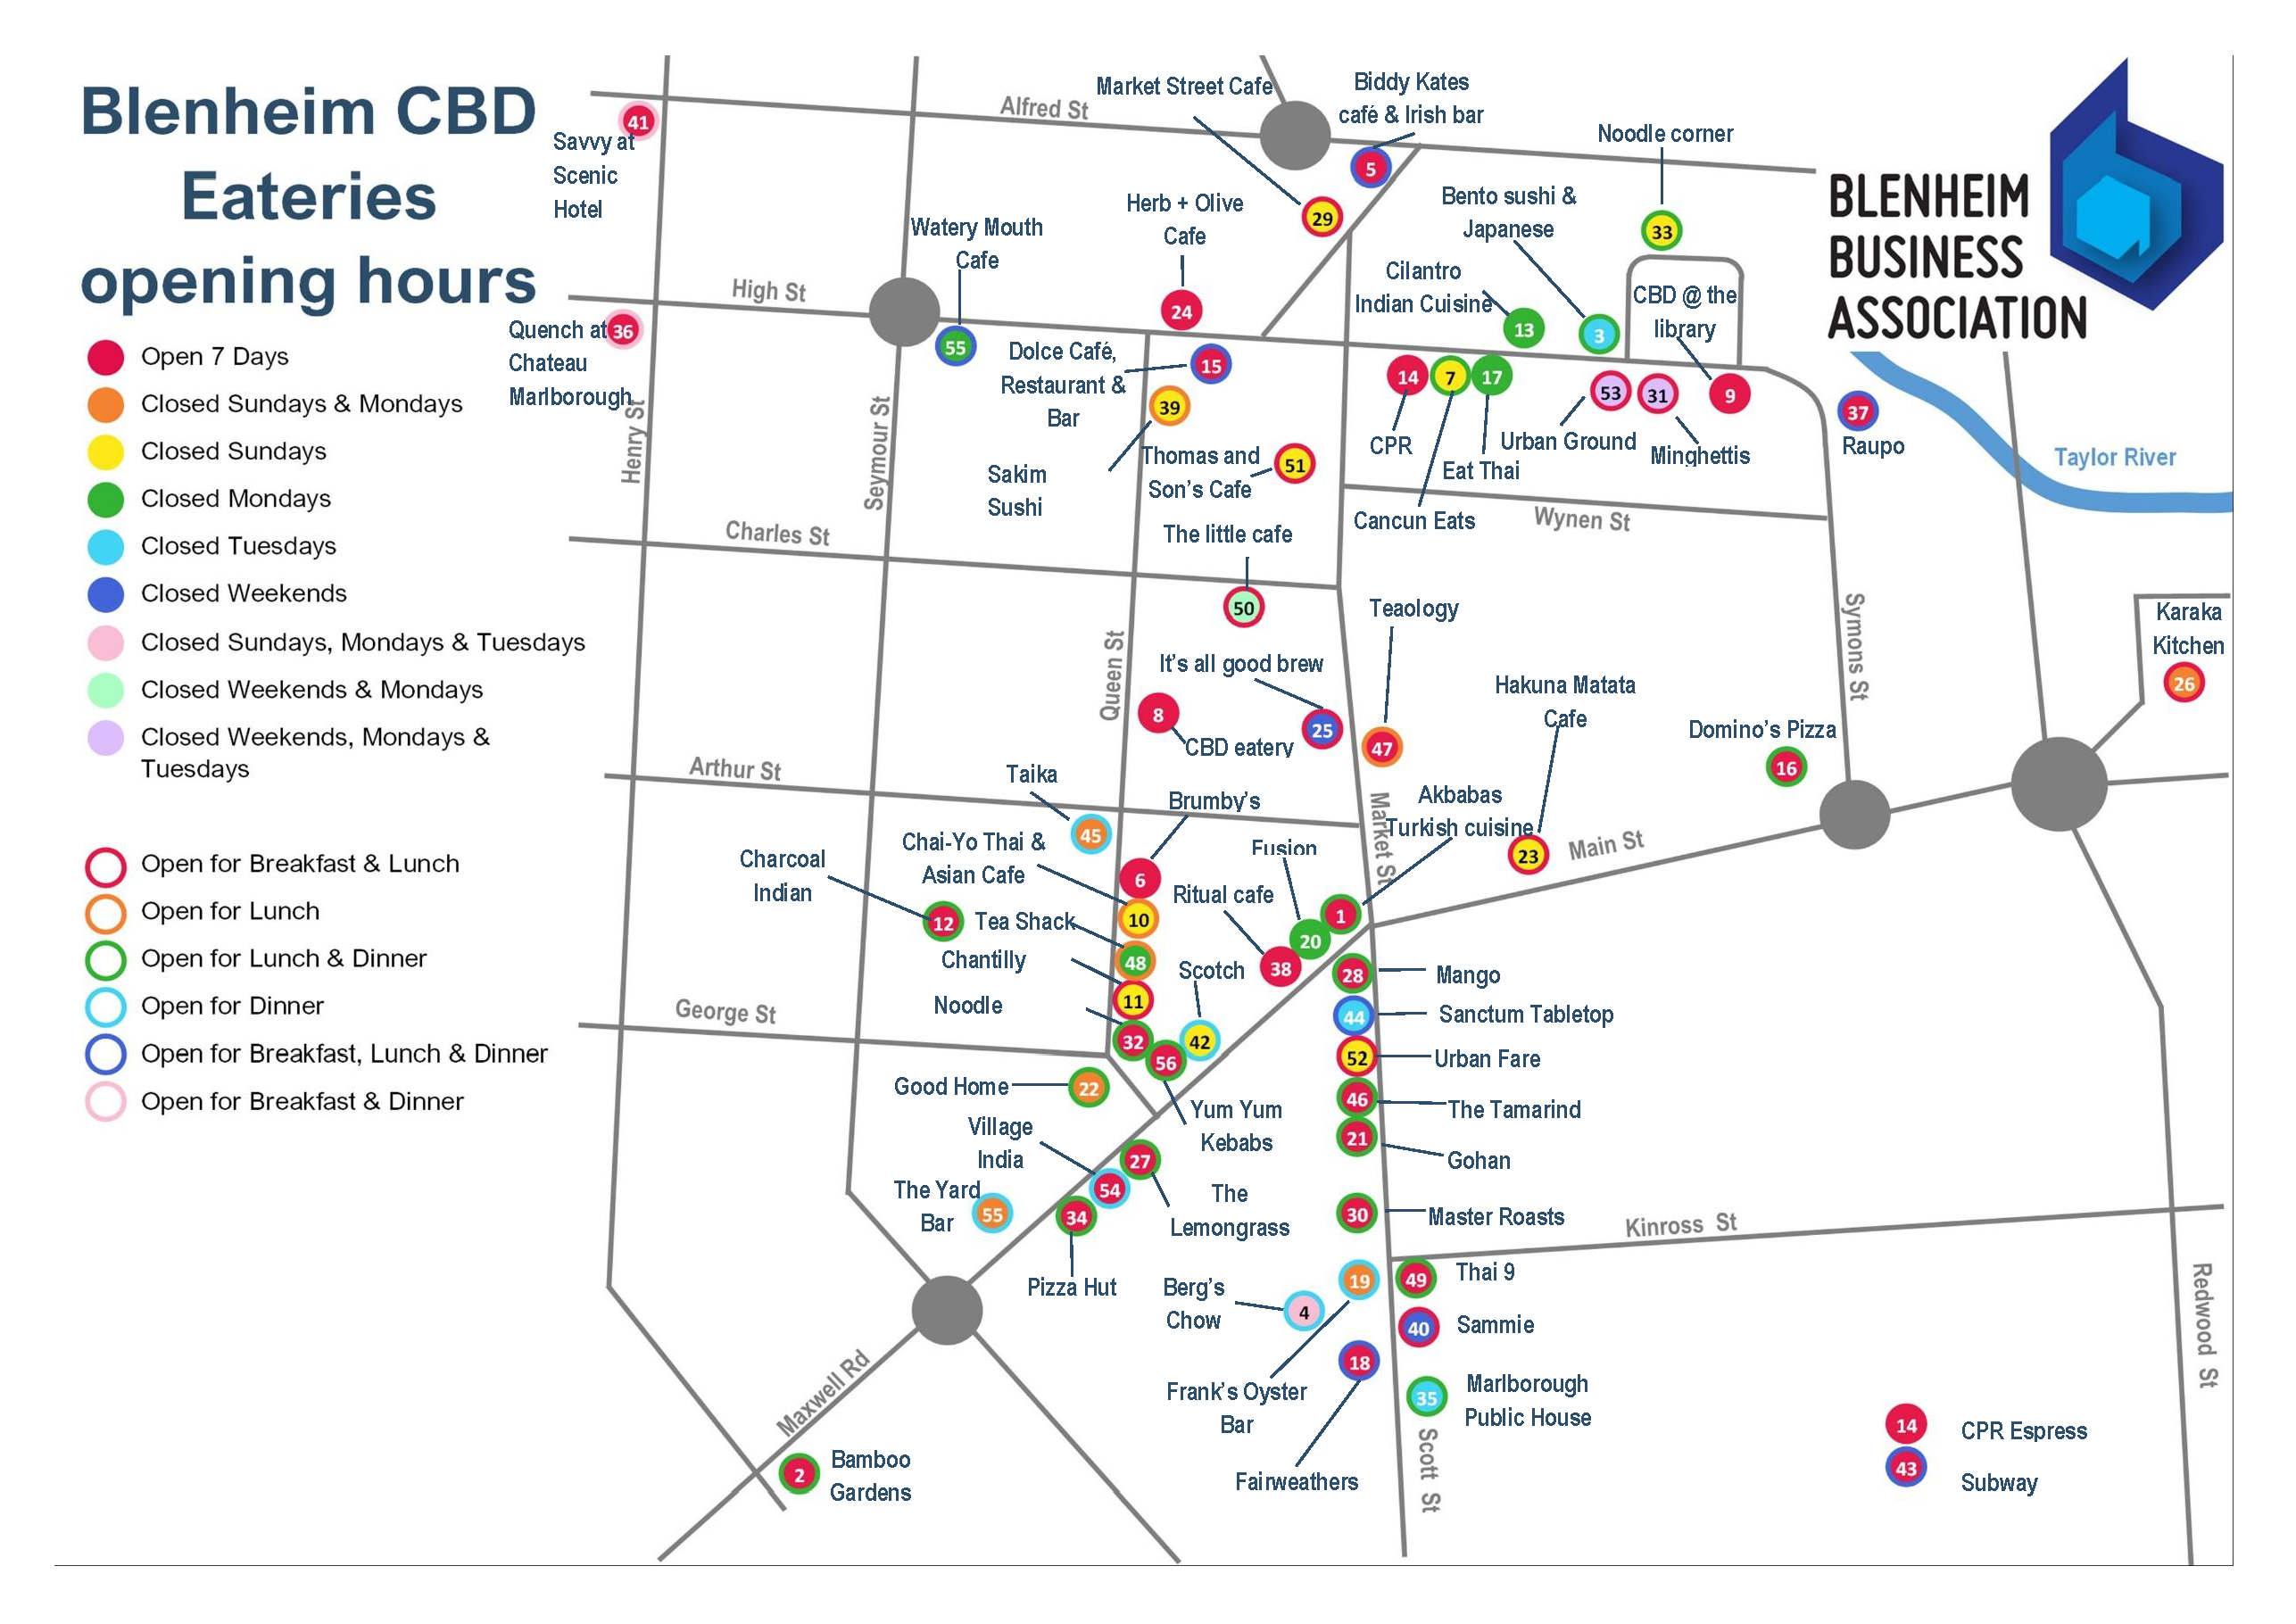 Blenheim CBD
Eateries
opening hours
Open 7 Days
Closed Sundays & Mondays
Closed Sundays
Closed Mondays
Closed Tuesdays
Closed Weekends
Closed Sundays, Mondays & Tuesdays
Closed Weekends & Mondays
Closed Weekends, Mondays &
Tuesdays
Open for Breakfast & Lunch
Open for Lunch
Open for Lunch & Dinner
Open for Dinner
Open for Breakfast, Lunch & Dinner
Open for Breakfast & Dinner
BLENHEIM
BUSINESS
ASSOCIATION
Alfred St
High St
Charles St
Arthur St
George St
Henry St
Seymour St
Queen St
Market St
Wynen St
Symons St
Main St
Kinross St
Redwood St
Scott St
Maxwell Rd
Taylor River
41
Savvy at
Scenic
Hotel
36
Quench at
Chateau
Marlborough
Watery Mouth
Cafe
55
Market Street Cafe
29
Biddy Kates
café & Irish bar
5
Herb + Olive
Cafe
24
Dolce Café,
Restaurant &
Bar
15
39
Sakim
Sushi
Thomas and
Son's Cafe
51
The little cafe
50
Noodle corner
33
Bento sushi &
Japanese
3
Cilantro
Indian Cuisine
13
CBD @ the
library
9
14
CPR
7
Cancun Eats
17
Eat Thai
53
Urban Ground
31
Minghettis
37
Raupo
Karaka
Kitchen
26
Teaology
47
It's all good brew
25
8
CBD eatery
Hakuna Matata
Cafe
23
Domino's Pizza
16
Taika
45
Brumby's
6
Chai-Yo Thai &
Asian Cafe
10
Charcoal
Indian
12
Tea Shack
48
Chantilly
11
Noodle
32
Akbabas
Turkish cuisine
1
Fusion
20
Ritual cafe
38
Scotch
42
56
Yum Yum
Kebabs
Good Home
22
Village
India
54
27
The
Lemongrass
The Yard
Bar
55
34
Pizza Hut
28
Mango
44
Sanctum Tabletop
52
Urban Fare
46
The Tamarind
21
Gohan
30
Master Roasts
49
Thai 9
19
Frank's Oyster
Bar
Berg's
Chow
4
40
Sammie
18
Fairweathers
35
Marlborough
Public House
2
Bamboo
Gardens
14
CPR Espress
43
Subway